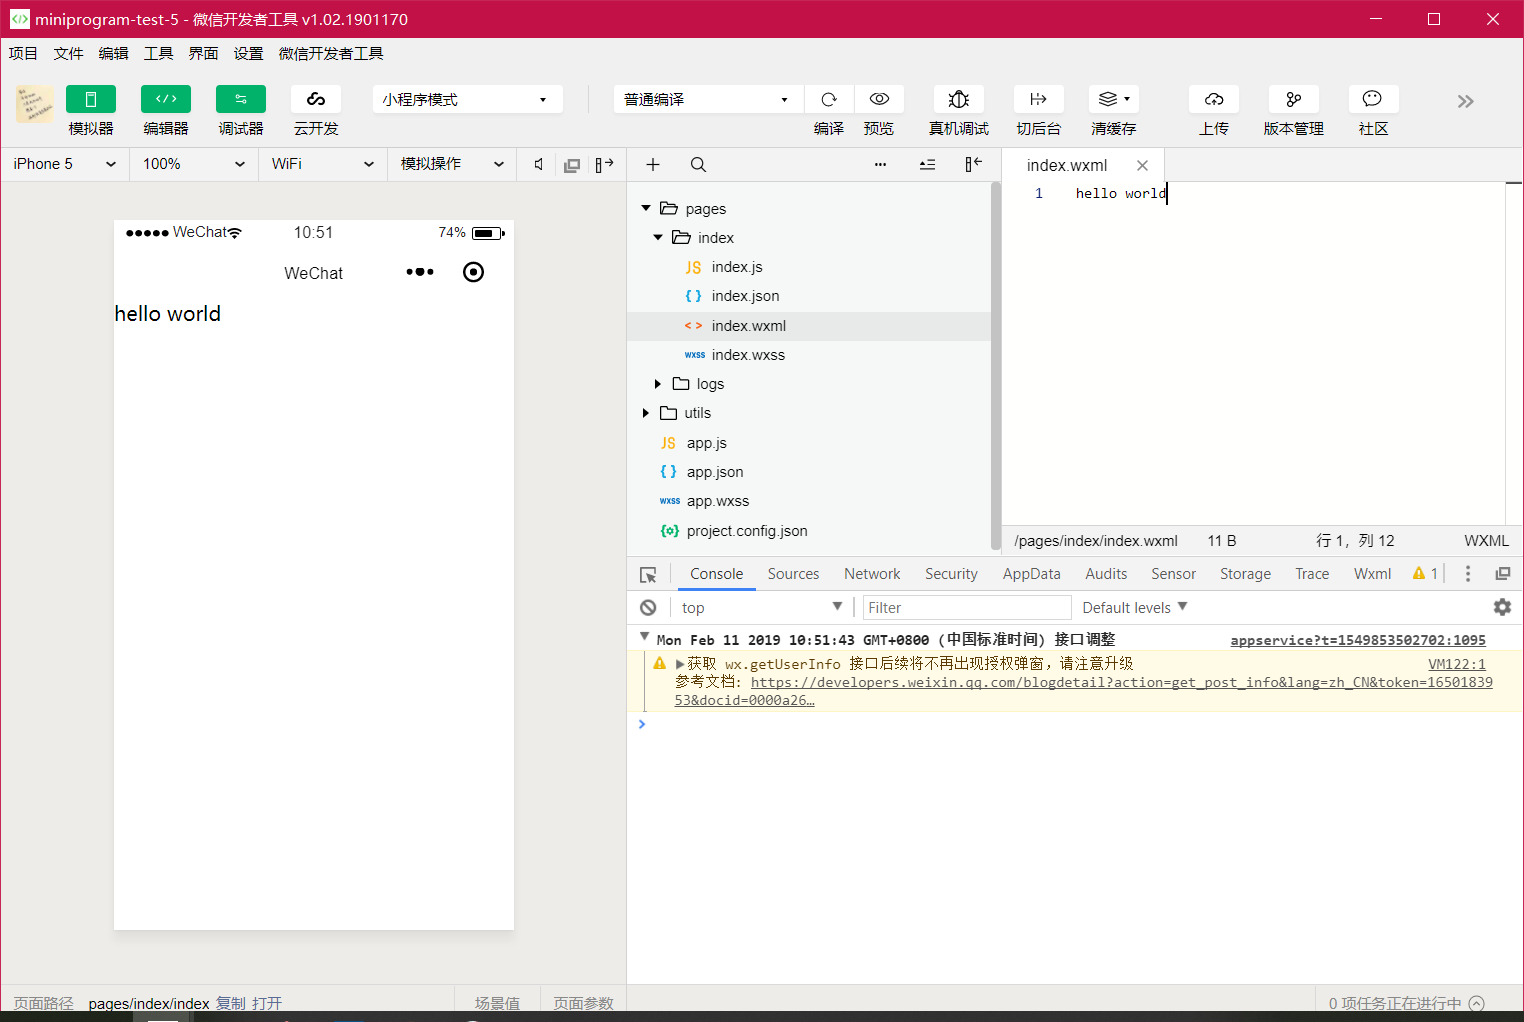 miniprogram-test-5 - 微信开发者工具 v1.02.1901170
项目 文件 编辑 工具 界面 设置 微信开发者工具
小程序模式 普通编译
模拟器 编辑器 调试器 云开发 编译 预览 真机调试 切后台 清缓存 上传 版本管理 社区
iPhone 5 100% WiFi 模拟操作
WeChat 10:51 74%
WeChat
hello world
pages
index
JS index.js
{ } index.json
< > index.wxml
wxss index.wxss
logs
utils
JS app.js
{ } app.json
wxss app.wxss
project.config.json
index.wxml
1 hello world
/pages/index/index.wxml 11 B 行 1，列 12 WXML
Console Sources Network Security AppData Audits Sensor Storage Trace Wxml 1
top Filter Default levels
Mon Feb 11 2019 10:51:43 GMT+0800 (中国标准时间) 接口调整 appservice?t=1549853502702:1095
获取 wx.getUserInfo 接口后续将不再出现授权弹窗，请注意升级 VM122:1
参考文档: https://developers.weixin.qq.com/blogdetail?action=get_post_info&lang=zh_CN&token=16501839
53&docid=0000a26…
页面路径 pages/index/index 复制 打开 场景值 页面参数 0 项任务正在进行中